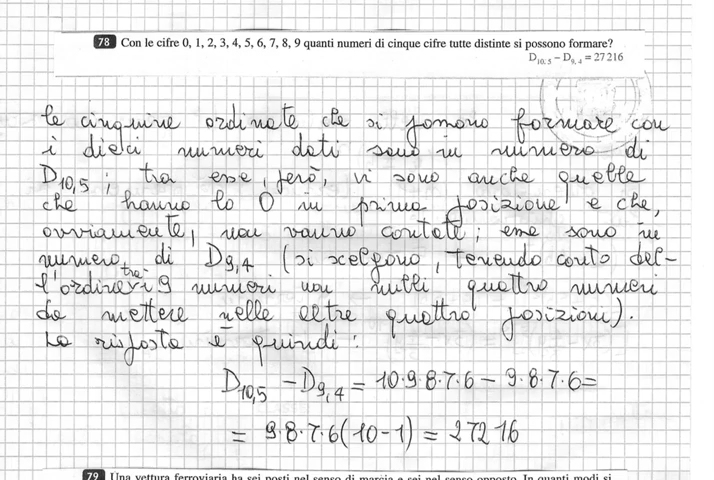 78 Con le cifre 0, 1, 2, 3, 4, 5, 6, 7, 8, 9 quanti numeri di cinque cifre tutte distinte si possono formare?
D10, 5 − D9, 4 = 27 216
le cinquine ordinate che si possono formare con
i dieci numeri dati sono in numero di
D10,5 ; tra esse, però, vi sono anche quelle
che hanno lo 0 in prima posizione e che,
ovviamente, non vanno contate; esse sono in
numero di D9,4 (si scelgono, tenendo conto del-
l'ordine, tra i 9 numeri non nulli quattro numeri
da mettere nelle altre quattro posizioni).
La risposta è quindi:
D10,5 − D9,4 = 10·9·8·7·6 − 9·8·7·6 =
= 9·8·7·6(10−1) = 27216
79 Una vettura ferroviaria ha sei posti nel senso di marcia e sei nel senso opposto. In quanti modi si